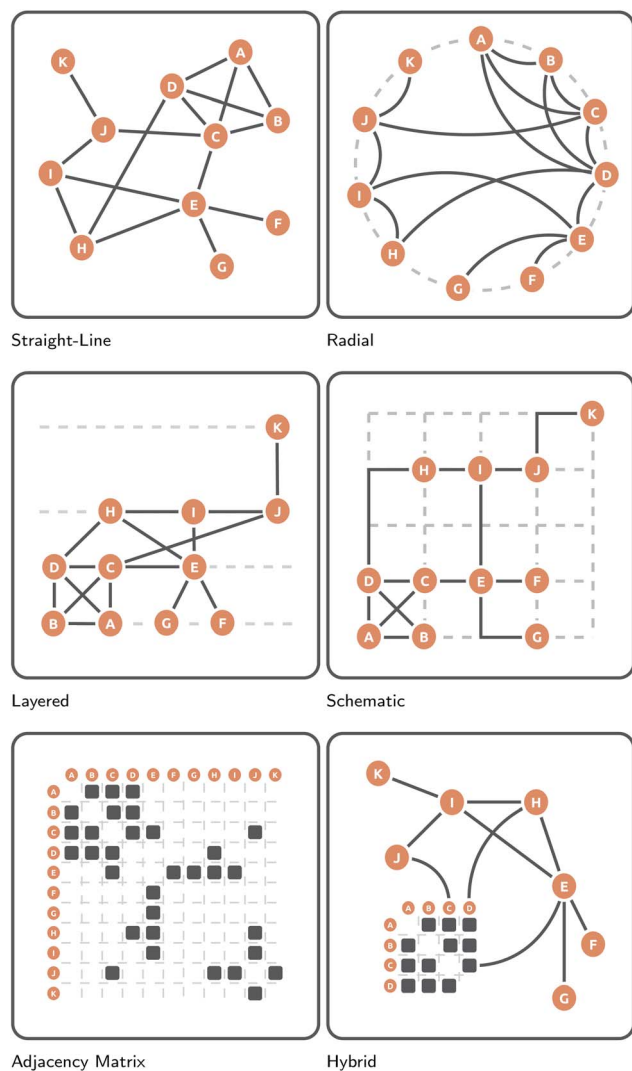 K
A
D
B
J
C
I
E
F
H
G
Straight-Line
A
B
K
C
J
D
I
E
H
F
G
Radial
K
H I J
D C E
B A G F
Layered
K
H I J
D C E F
A B G
Schematic
A B C D E F G H I J K
A
B
C
D
E
F
G
H
I
J
K
Adjacency Matrix
K
I H
J
E
A B C D
A
B
C
D
F
G
Hybrid